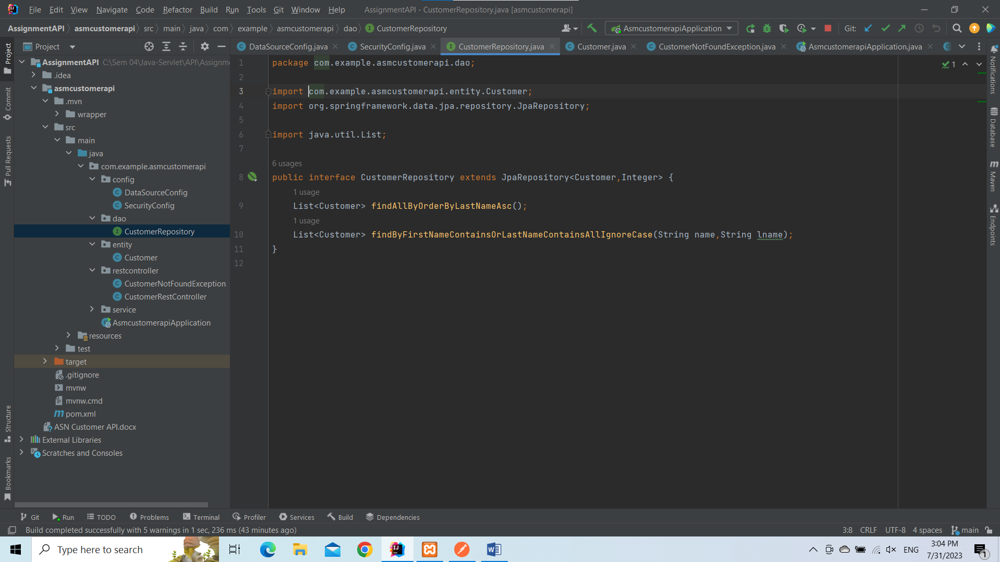 File Edit View Navigate Code Refactor Build Run Tools Git Window Help AssignmentAPI - CustomerRepository.java [asmcustomerapi]
AssignmentAPI asmcustomerapi src main java com example asmcustomerapi dao CustomerRepository AsmcustomerapiApplication Git:
Project
DataSourceConfig.java SecurityConfig.java CustomerRepository.java Customer.java CustomerNotFoundException.java AsmcustomerapiApplication.java
Project
Commit
Pull Requests
Structure
Bookmarks
AssignmentAPI C:\Sem 04\Java-Servlet\API\Assignm
.idea
asmcustomerapi
.mvn
wrapper
src
main
java
com.example.asmcustomerapi
config
DataSourceConfig
SecurityConfig
dao
CustomerRepository
entity
Customer
restcontroller
CustomerNotFoundException
CustomerRestController
service
AsmcustomerapiApplication
resources
test
target
.gitignore
mvnw
mvnw.cmd
pom.xml
ASN Customer API.docx
External Libraries
Scratches and Consoles
1 package com.example.asmcustomerapi.dao;
2
3 import com.example.asmcustomerapi.entity.Customer;
4 import org.springframework.data.jpa.repository.JpaRepository;
5
6 import java.util.List;
7
6 usages
8 public interface CustomerRepository extends JpaRepository<Customer,Integer> {
1 usage
9 List<Customer> findAllByOrderByLastNameAsc();
1 usage
10 List<Customer> findByFirstNameContainsOrLastNameContainsAllIgnoreCase(String name,String lname);
11 }
12
1
Notifications
Database
Maven
Endpoints
Git Run TODO Problems Terminal Profiler Services Build Dependencies
Build completed successfully with 5 warnings in 1 sec, 236 ms (43 minutes ago) 3:8 CRLF UTF-8 4 spaces main
Type here to search ENG 3:04 PM
7/31/2023 1